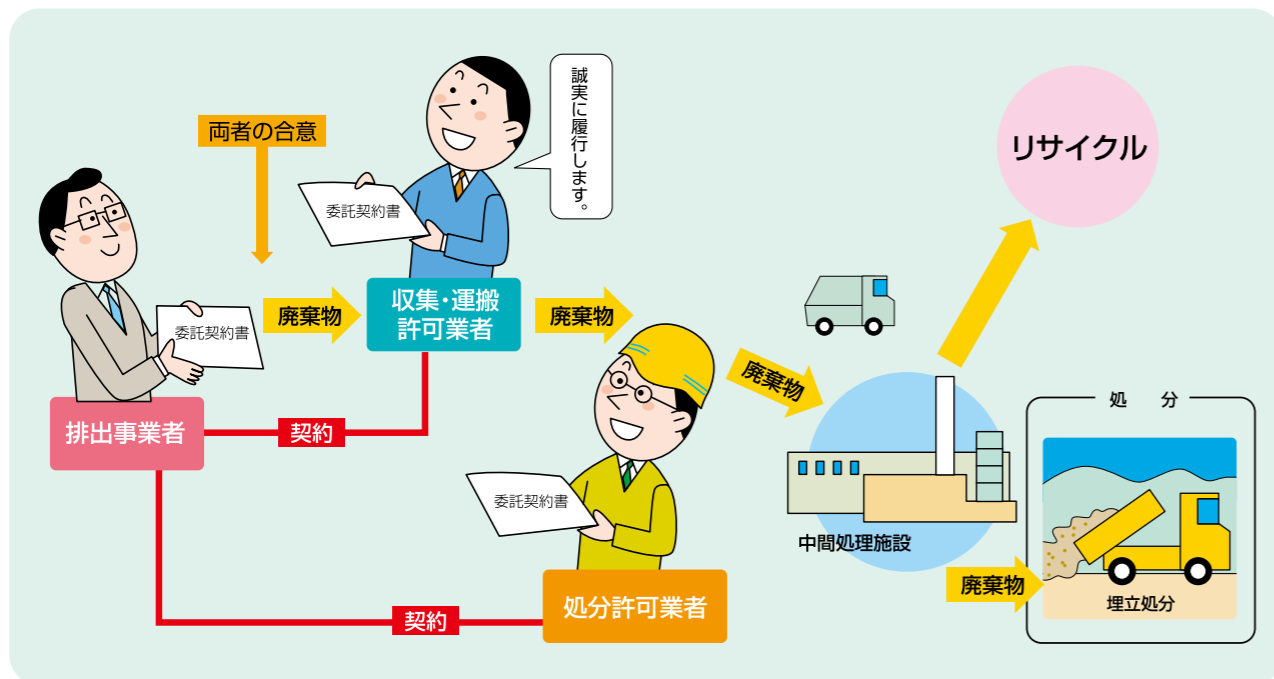 両者の合意
誠実に履行します。
委託契約書
リサイクル
委託契約書
廃棄物
収集・運搬
許可業者
廃棄物
排出事業者
契約
廃棄物
処 分
委託契約書
中間処理施設
廃棄物
埋立処分
処分許可業者
契約